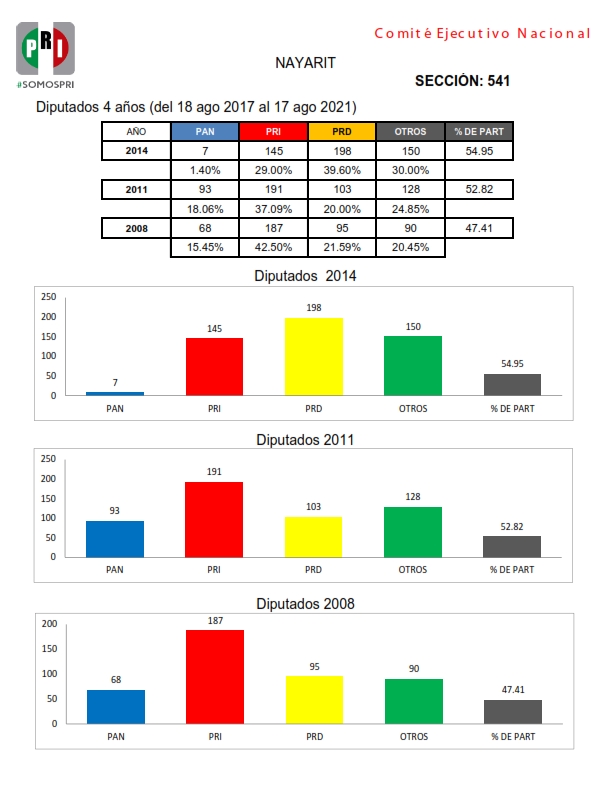 Comité Ejecutivo Nacional
PRI
#SOMOSPRI
NAYARIT
SECCIÓN: 541
Diputados 4 años (del 18 ago 2017 al 17 ago 2021)
AÑO PAN PRI PRD OTROS % DE PART
2014 7 145 198 150 54.95
1.40% 29.00% 39.60% 30.00%
2011 93 191 103 128 52.82
18.06% 37.09% 20.00% 24.85%
2008 68 187 95 90 47.41
15.45% 42.50% 21.59% 20.45%
Diputados 2014
250
200
150
100
50
0
7 145 198 150 54.95
PAN PRI PRD OTROS % DE PART
Diputados 2011
250
200
150
100
50
0
93 191 103 128 52.82
PAN PRI PRD OTROS % DE PART
Diputados 2008
200
150
100
50
0
68 187 95 90 47.41
PAN PRI PRD OTROS % DE PART